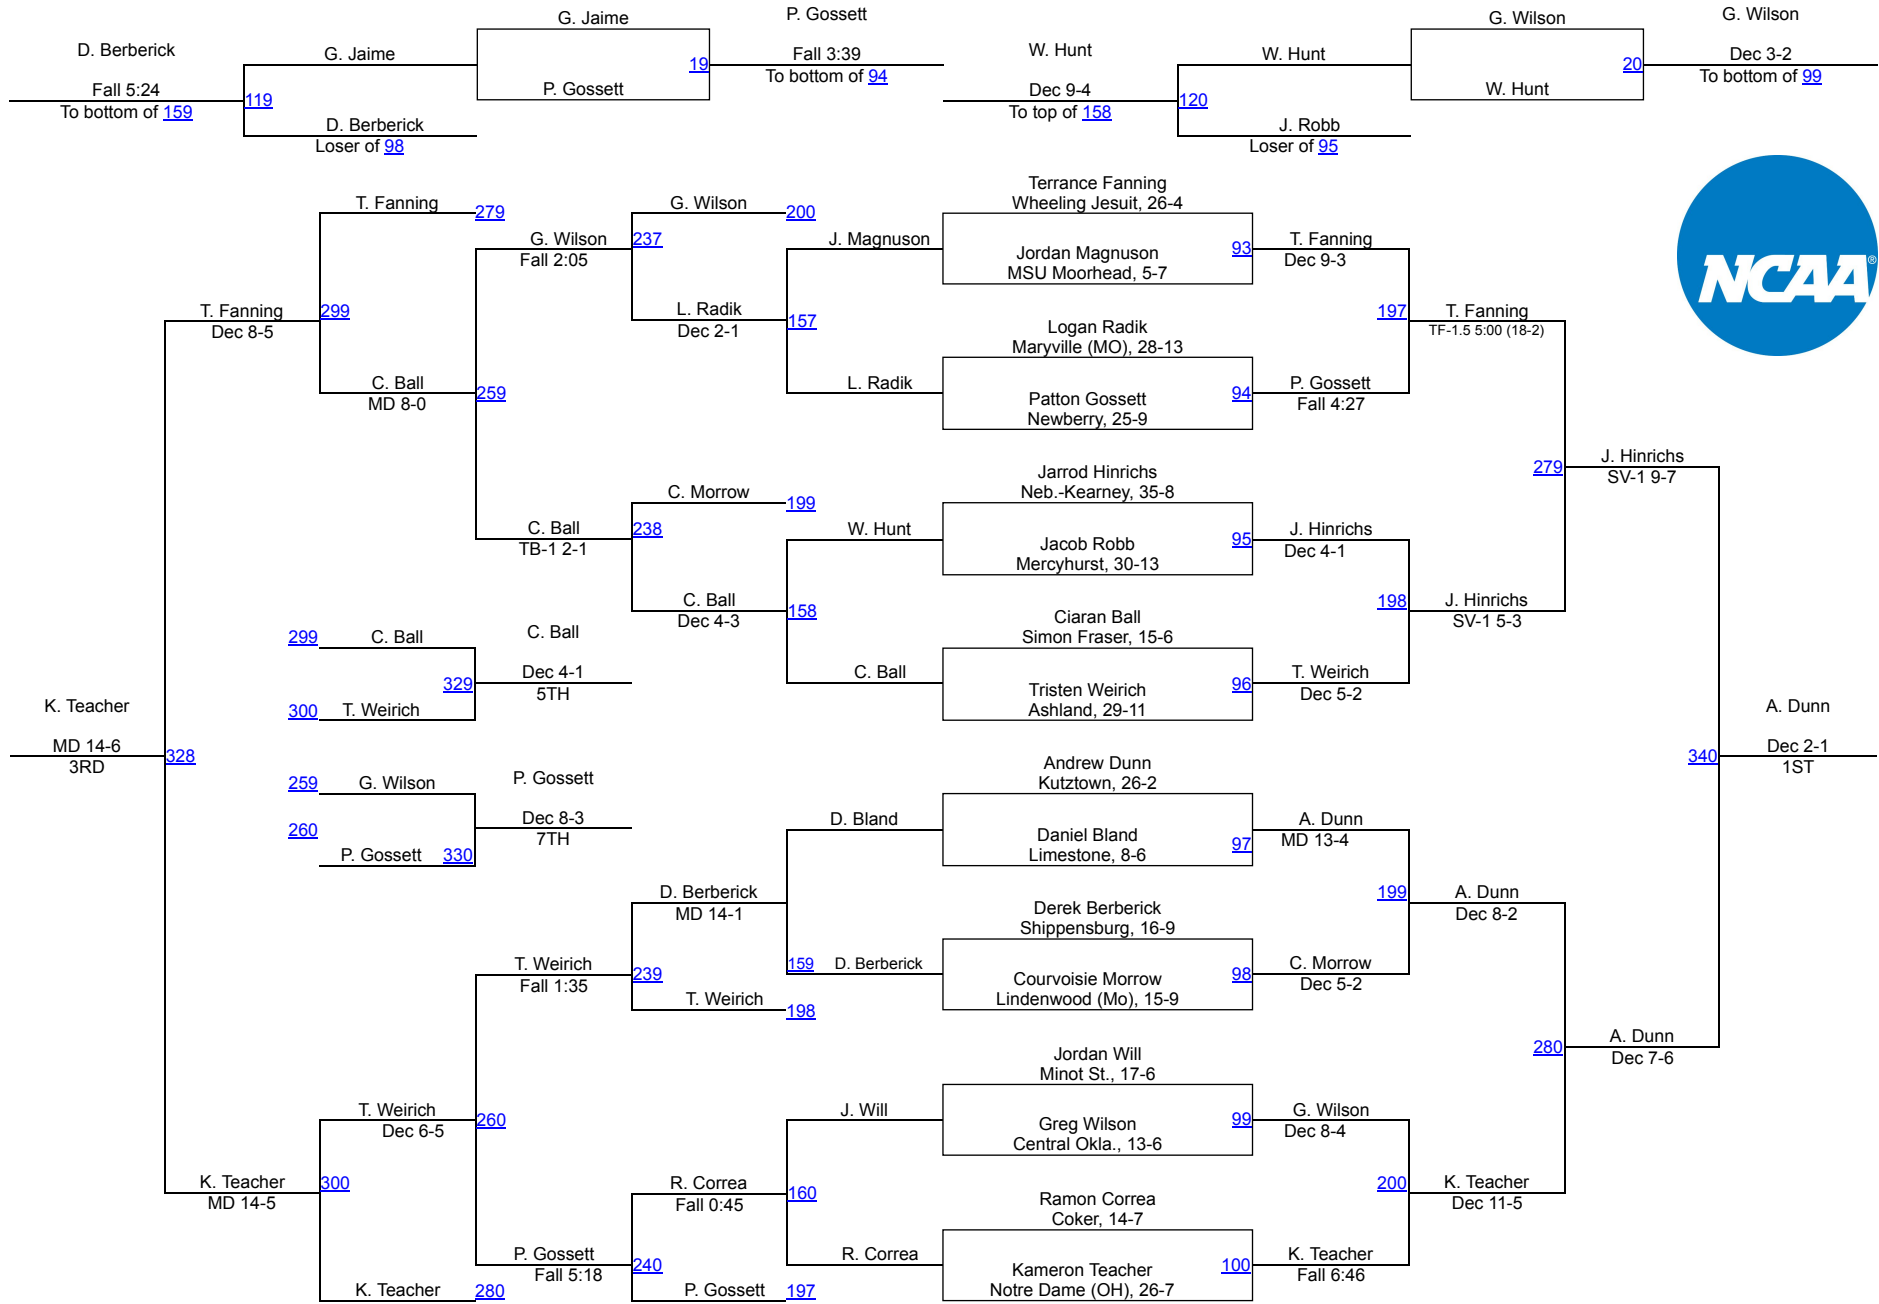 G. Jaime
P. Gossett
G. Wilson
G. Wilson
D. Berberick
G. Jaime
19
Fall 3:39
W. Hunt
W. Hunt
20
Dec 3-2
Fall 5:24
P. Gossett
To bottom of 94
Dec 9-4
W. Hunt
To bottom of 99
To bottom of 159
119
To top of 158
120
D. Berberick
J. Robb
Loser of 98
Loser of 95
Terrance Fanning
Wheeling Jesuit, 26-4
T. Fanning
279
G. Wilson
200
G. Wilson
237
J. Magnuson
Jordan Magnuson
MSU Moorhead, 5-7
93
T. Fanning
Fall 2:05
Dec 9-3
NCAA®
T. Fanning
299
L. Radik
157
197
T. Fanning
Dec 8-5
Dec 2-1
TF-1.5 5:00 (18-2)
Logan Radik
Maryville (MO), 28-13
C. Ball
259
L. Radik
Patton Gossett
Newberry, 25-9
94
P. Gossett
MD 8-0
Fall 4:27
Jarrod Hinrichs
Neb.-Kearney, 35-8
279
J. Hinrichs
SV-1 9-7
C. Morrow
199
C. Ball
238
W. Hunt
Jacob Robb
Mercyhurst, 30-13
95
J. Hinrichs
TB-1 2-1
Dec 4-1
C. Ball
158
198
J. Hinrichs
Dec 4-3
SV-1 5-3
Ciaran Ball
Simon Fraser, 15-6
299
C. Ball
C. Ball
Dec 4-1
C. Ball
Tristen Weirich
Ashland, 29-11
96
T. Weirich
329
5TH
Dec 5-2
300
T. Weirich
K. Teacher
A. Dunn
MD 14-6
328
340
Dec 2-1
3RD
1ST
Andrew Dunn
Kutztown, 26-2
259
G. Wilson
P. Gossett
Dec 8-3
D. Bland
Daniel Bland
Limestone, 8-6
97
A. Dunn
260
7TH
MD 13-4
P. Gossett
330
D. Berberick
199
A. Dunn
MD 14-1
Dec 8-2
Derek Berberick
Shippensburg, 16-9
T. Weirich
239
159
D. Berberick
Courvoisie Morrow
Lindenwood (Mo), 15-9
98
C. Morrow
Fall 1:35
Dec 5-2
T. Weirich
198
280
A. Dunn
Dec 7-6
Jordan Will
Minot St., 17-6
T. Weirich
260
J. Will
Greg Wilson
Central Okla., 13-6
99
G. Wilson
Dec 6-5
Dec 8-4
K. Teacher
300
R. Correa
160
200
K. Teacher
MD 14-5
Fall 0:45
Dec 11-5
Ramon Correa
Coker, 14-7
P. Gossett
240
R. Correa
Kameron Teacher
Notre Dame (OH), 26-7
100
K. Teacher
Fall 5:18
Fall 6:46
K. Teacher
280
P. Gossett
197